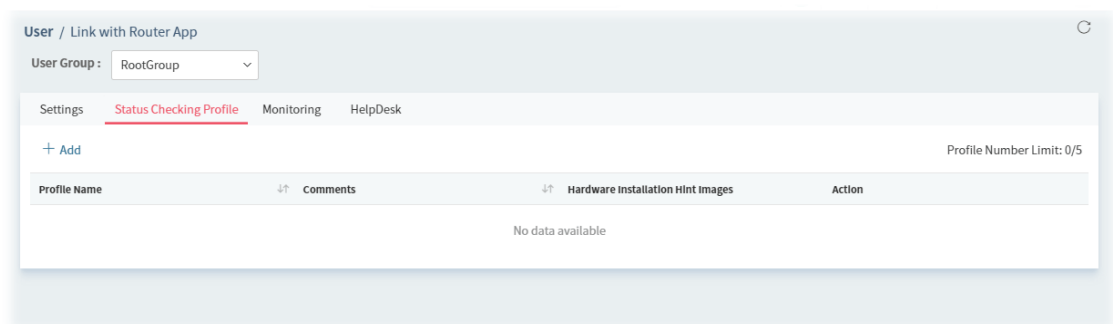 User / Link with Router App
User Group : RootGroup
Settings Status Checking Profile Monitoring HelpDesk
+ Add Profile Number Limit: 0/5
Profile Name Comments Hardware Installation Hint Images Action
No data available